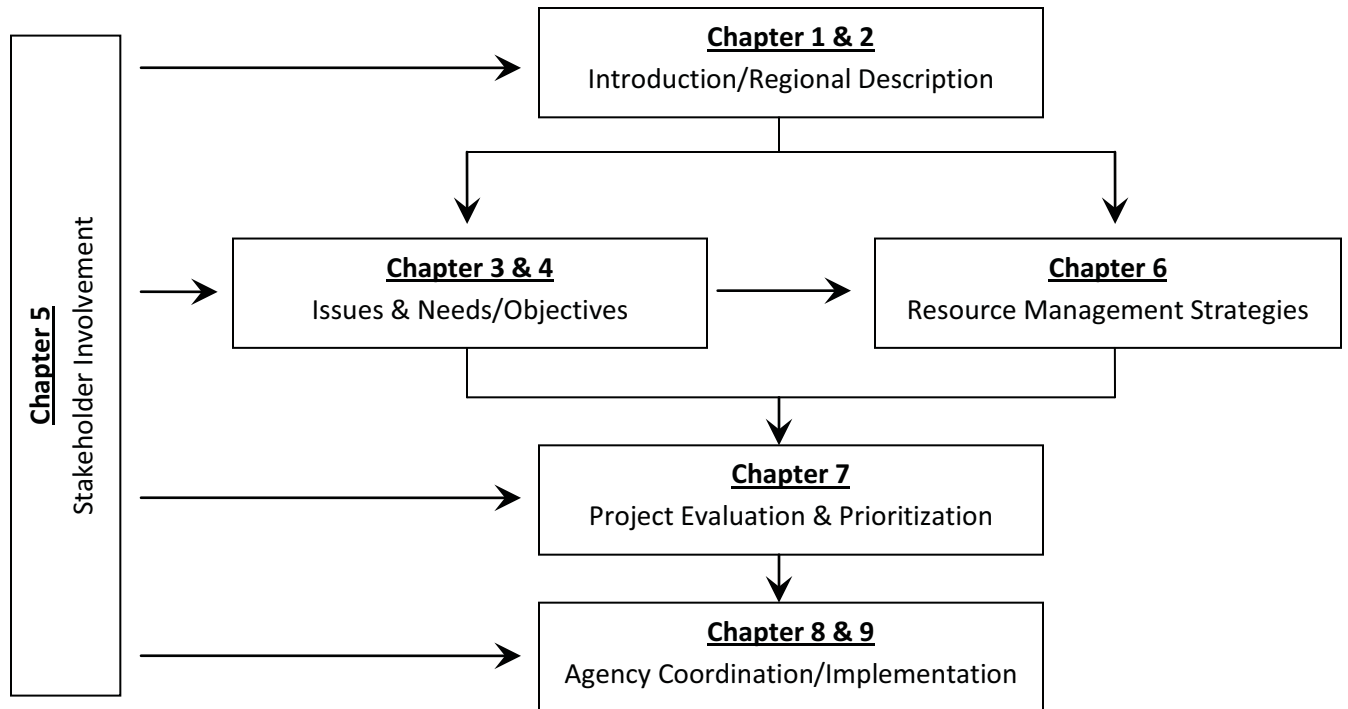 Chapter 5
Stakeholder Involvement
Chapter 1 & 2
Introduction/Regional Description
Chapter 3 & 4
Issues & Needs/Objectives
Chapter 6
Resource Management Strategies
Chapter 7
Project Evaluation & Prioritization
Chapter 8 & 9
Agency Coordination/Implementation